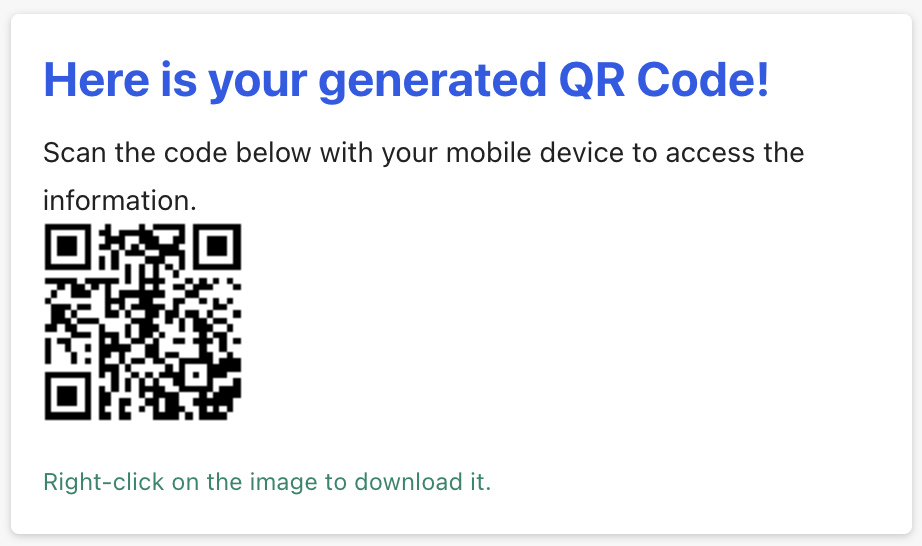 Here is your generated QR Code!
Scan the code below with your mobile device to access the
information.
Right-click on the image to download it.